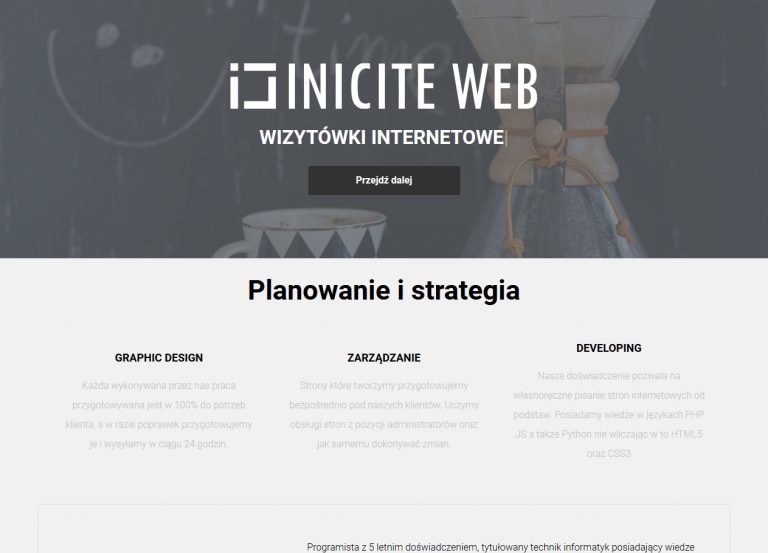 time
INICITE WEB
WIZYTÓWKI INTERNETOWE|
Przejdź dalej
Planowanie i strategia
GRAPHIC DESIGN
Każda wykonywana przez nas praca
przygotowywana jest w 100% do potrzeb
klienta, a w razie poprawek przygotowujemy
je i wysyłamy w ciągu 24 godzin.
ZARZĄDZANIE
Strony które tworzymy przygotowujemy
bezpośrednio pod naszych klientów. Uczymy
obsługi stron z pozycji administratorów oraz
jak samemu dokonywać zmian.
DEVELOPING
Nasze doświadczenie pozwala na
własnoręczne pisanie stron internetowych od
podstaw. Posiadamy wiedze w językach PHP
JS a także Python nie wliczając w to HTML5
oraz CSS3
Programista z 5 letnim doświadczeniem, tytułowany technik informatyk posiadający wiedze